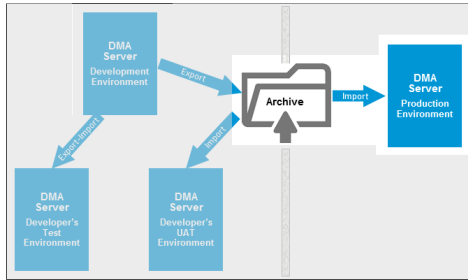 DMA
Server
Development
Environment
Export
Archive
Import
DMA
Server
Production
Environment
Export-Import
Import
DMA
Server
Developer's
Test
Environment
DMA
Server
Developer's
UAT
Environment